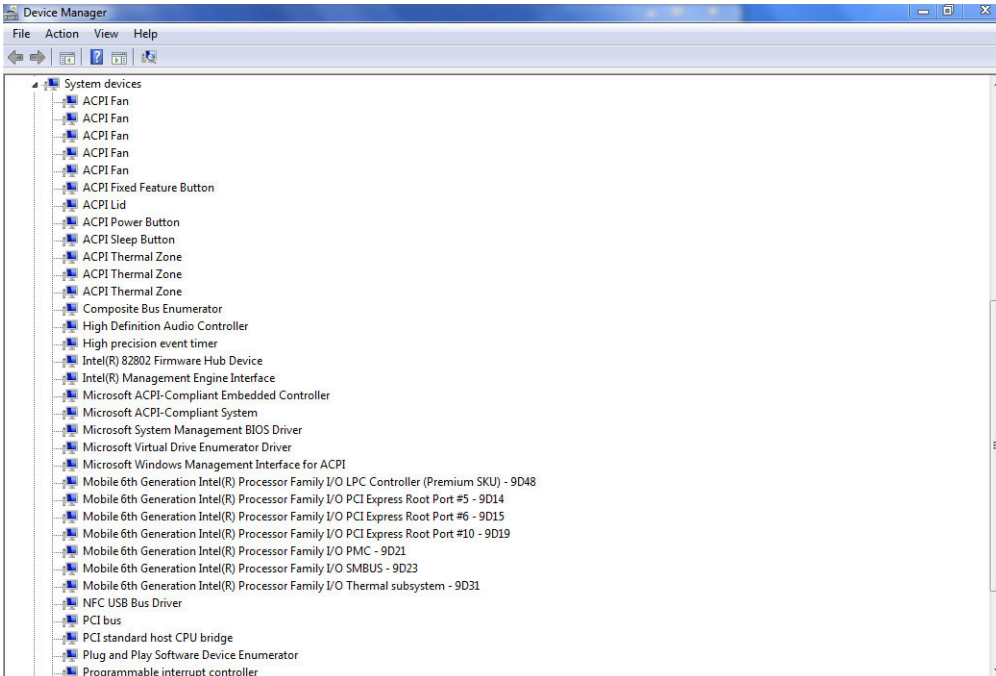 Device Manager
File Action View Help
System devices
ACPI Fan
ACPI Fan
ACPI Fan
ACPI Fan
ACPI Fan
ACPI Fixed Feature Button
ACPI Lid
ACPI Power Button
ACPI Sleep Button
ACPI Thermal Zone
ACPI Thermal Zone
ACPI Thermal Zone
Composite Bus Enumerator
High Definition Audio Controller
High precision event timer
Intel(R) 82802 Firmware Hub Device
Intel(R) Management Engine Interface
Microsoft ACPI-Compliant Embedded Controller
Microsoft ACPI-Compliant System
Microsoft System Management BIOS Driver
Microsoft Virtual Drive Enumerator Driver
Microsoft Windows Management Interface for ACPI
Mobile 6th Generation Intel(R) Processor Family I/O LPC Controller (Premium SKU) - 9D48
Mobile 6th Generation Intel(R) Processor Family I/O PCI Express Root Port #5 - 9D14
Mobile 6th Generation Intel(R) Processor Family I/O PCI Express Root Port #6 - 9D15
Mobile 6th Generation Intel(R) Processor Family I/O PCI Express Root Port #10 - 9D19
Mobile 6th Generation Intel(R) Processor Family I/O PMC - 9D21
Mobile 6th Generation Intel(R) Processor Family I/O SMBUS - 9D23
Mobile 6th Generation Intel(R) Processor Family I/O Thermal subsystem - 9D31
NFC USB Bus Driver
PCI bus
PCI standard host CPU bridge
Plug and Play Software Device Enumerator
Programmable interrupt controller